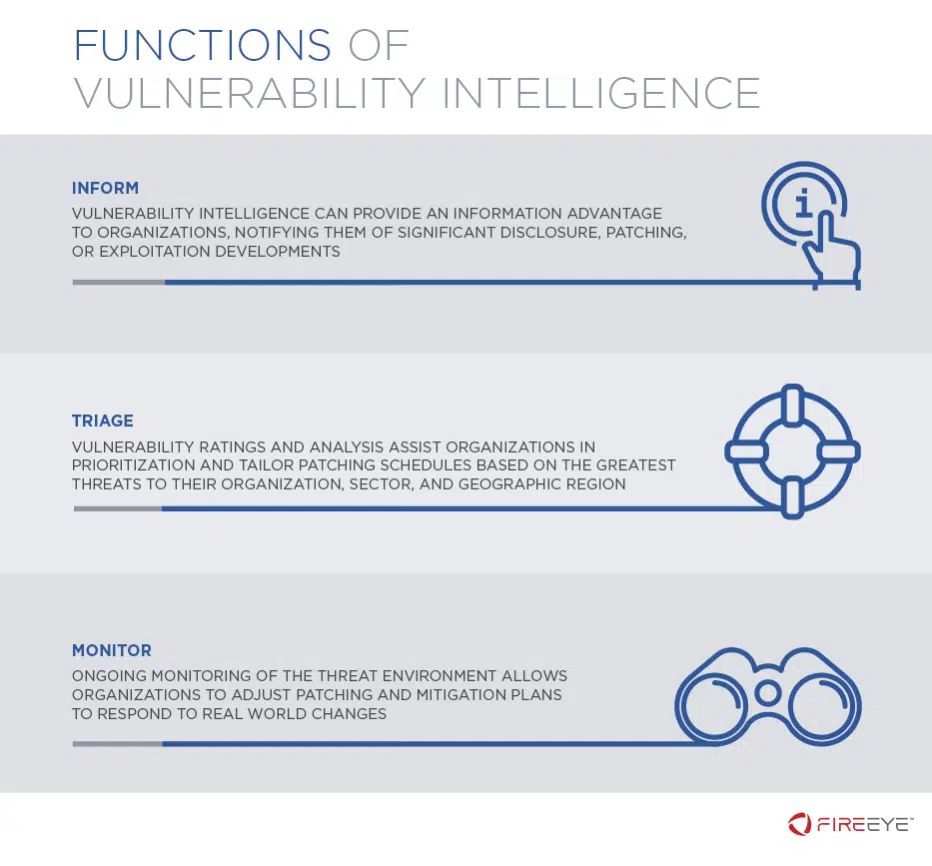 FUNCTIONS OF
VULNERABILITY INTELLIGENCE
INFORM
VULNERABILITY INTELLIGENCE CAN PROVIDE AN INFORMATION ADVANTAGE
TO ORGANIZATIONS, NOTIFYING THEM OF SIGNIFICANT DISCLOSURE, PATCHING,
OR EXPLOITATION DEVELOPMENTS
i
TRIAGE
VULNERABILITY RATINGS AND ANALYSIS ASSIST ORGANIZATIONS IN
PRIORITIZATION AND TAILOR PATCHING SCHEDULES BASED ON THE GREATEST
THREATS TO THEIR ORGANIZATION, SECTOR, AND GEOGRAPHIC REGION
MONITOR
ONGOING MONITORING OF THE THREAT ENVIRONMENT ALLOWS
ORGANIZATIONS TO ADJUST PATCHING AND MITIGATION PLANS
TO RESPOND TO REAL WORLD CHANGES
FIREEYE™